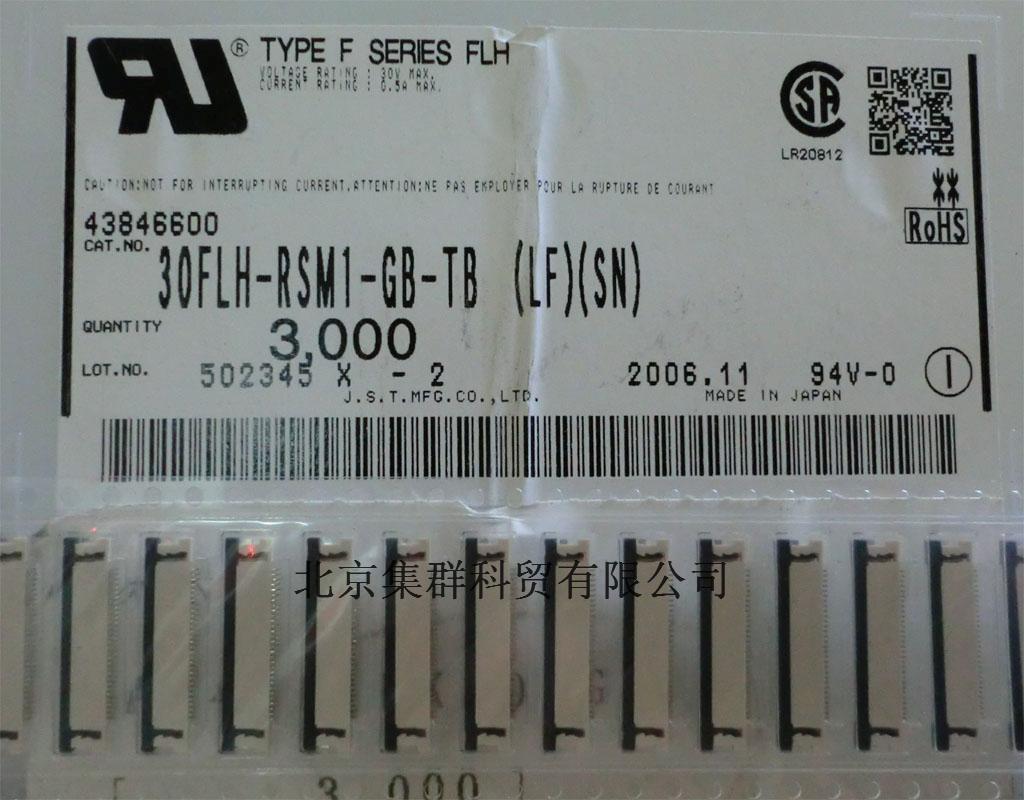 ® TYPE F SERIES FLH
VOLTAGE RATING : 30V MAX.
CURRENT RATING : 0.5A MAX.
SA
LR20812
CAUTION:NOT FOR INTERRUPTING CURRENT.ATTENTION:NE PAS EMPLOYER POUR LA RUPTURE DE COURANT
RoHS
43846600
CAT.NO. 30FLH-RSM1-GB-TB (LF)(SN)
QUANTITY 3,000
LOT.NO. 502345 X - 2 2006.11 94V-0 1
J.S.T.MFG.CO.,LTD. MADE IN JAPAN
北京集群科贸有限公司
3,000